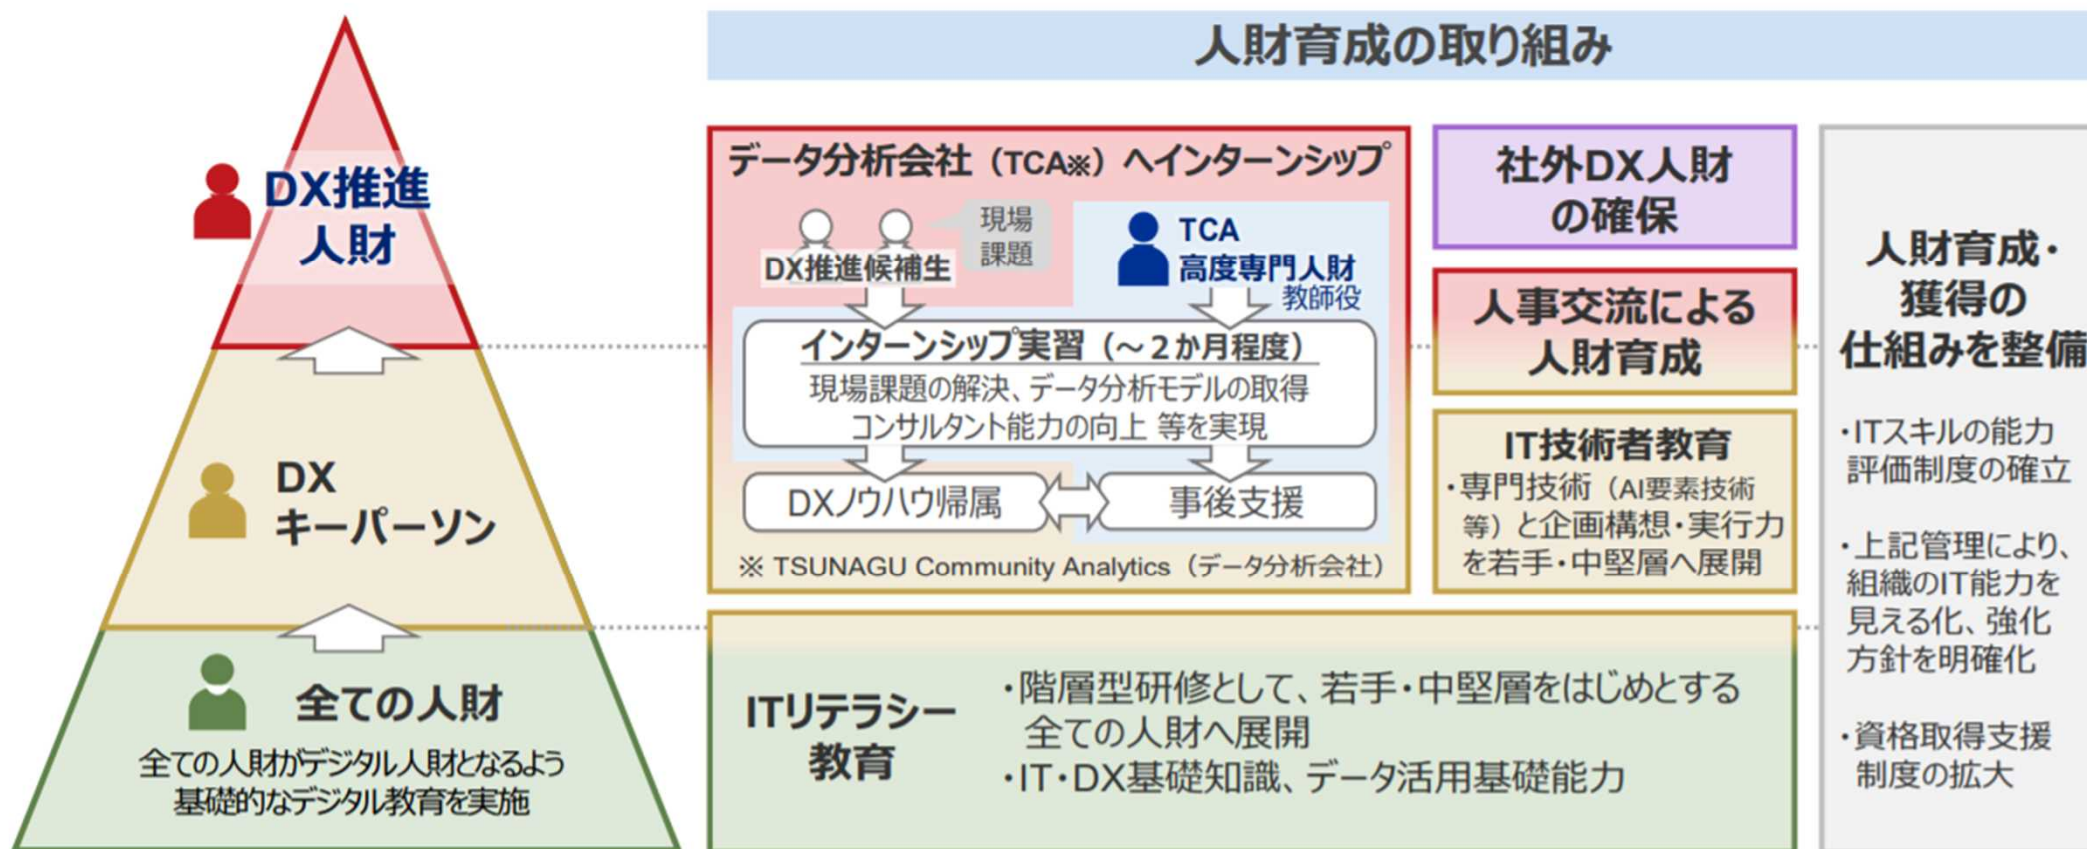 人財育成の取り組み
DX推進
人財
DX
キーパーソン
全ての人財
全ての人財がデジタル人財となるよう
基礎的なデジタル教育を実施
データ分析会社（TCA※）へインターンシップ
現場
課題
DX推進候補生
TCA
高度専門人財
教師役
インターンシップ実習（～２か月程度）
現場課題の解決、データ分析モデルの取得
コンサルタント能力の向上 等を実現
DXノウハウ帰属
事後支援
※ TSUNAGU Community Analytics（データ分析会社）
社外DX人財
の確保
人事交流による
人財育成
IT技術者教育
・専門技術（AI要素技術
等）と企画構想・実行力
を若手・中堅層へ展開
ITリテラシー
教育
・階層型研修として、若手・中堅層をはじめとする
全ての人財へ展開
・IT・DX基礎知識、データ活用基礎能力
人財育成・
獲得の
仕組みを整備
・ITスキルの能力
評価制度の確立
・上記管理により、
組織のIT能力を
見える化、強化
方針を明確化
・資格取得支援
制度の拡大